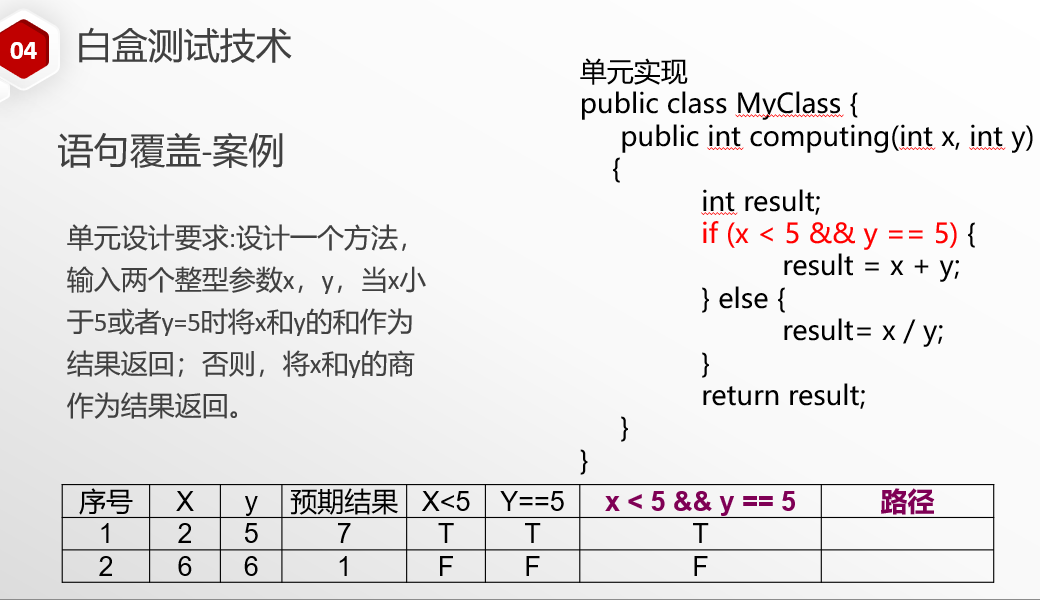 04
白盒测试技术
语句覆盖-案例
单元设计要求:设计一个方法，
输入两个整型参数x，y，当x小
于5或者y=5时将x和y的和作为
结果返回；否则，将x和y的商
作为结果返回。
单元实现
public class MyClass {
public int computing(int x, int y)
{
int result;
if (x < 5 && y == 5) {
result = x + y;
} else {
result= x / y;
}
return result;
}
}
序号 X y 预期结果 X<5 Y==5 x < 5 && y == 5 路径
1 2 5 7 T T T
2 6 6 1 F F F